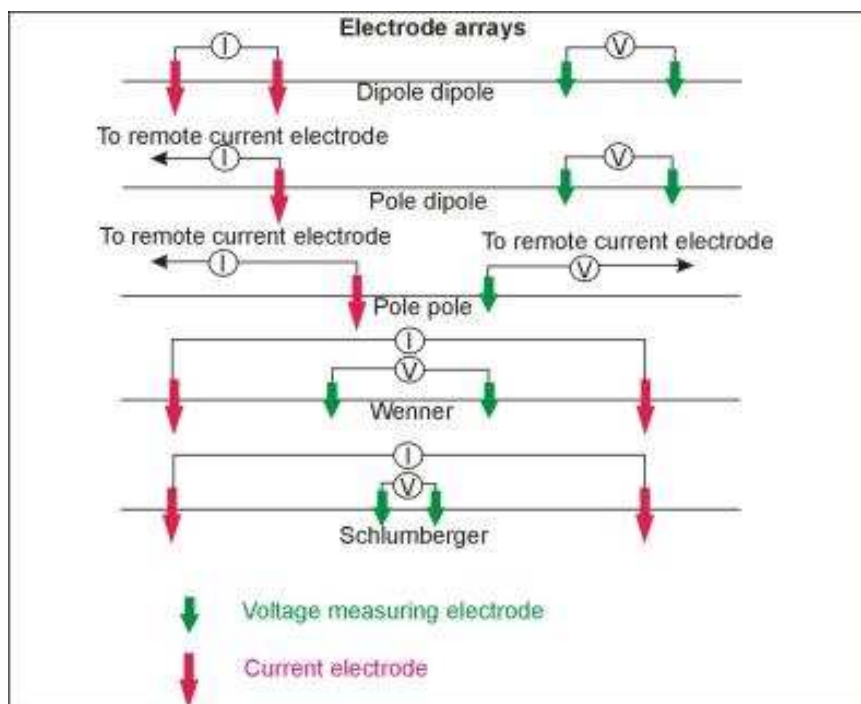 Electrode arrays
I
V
Dipole dipole
To remote current electrode
I
V
Pole dipole
To remote current electrode
To remote current electrode
I
V
Pole pole
I
V
Wenner
I
V
Schlumberger
Voltage measuring electrode
Current electrode